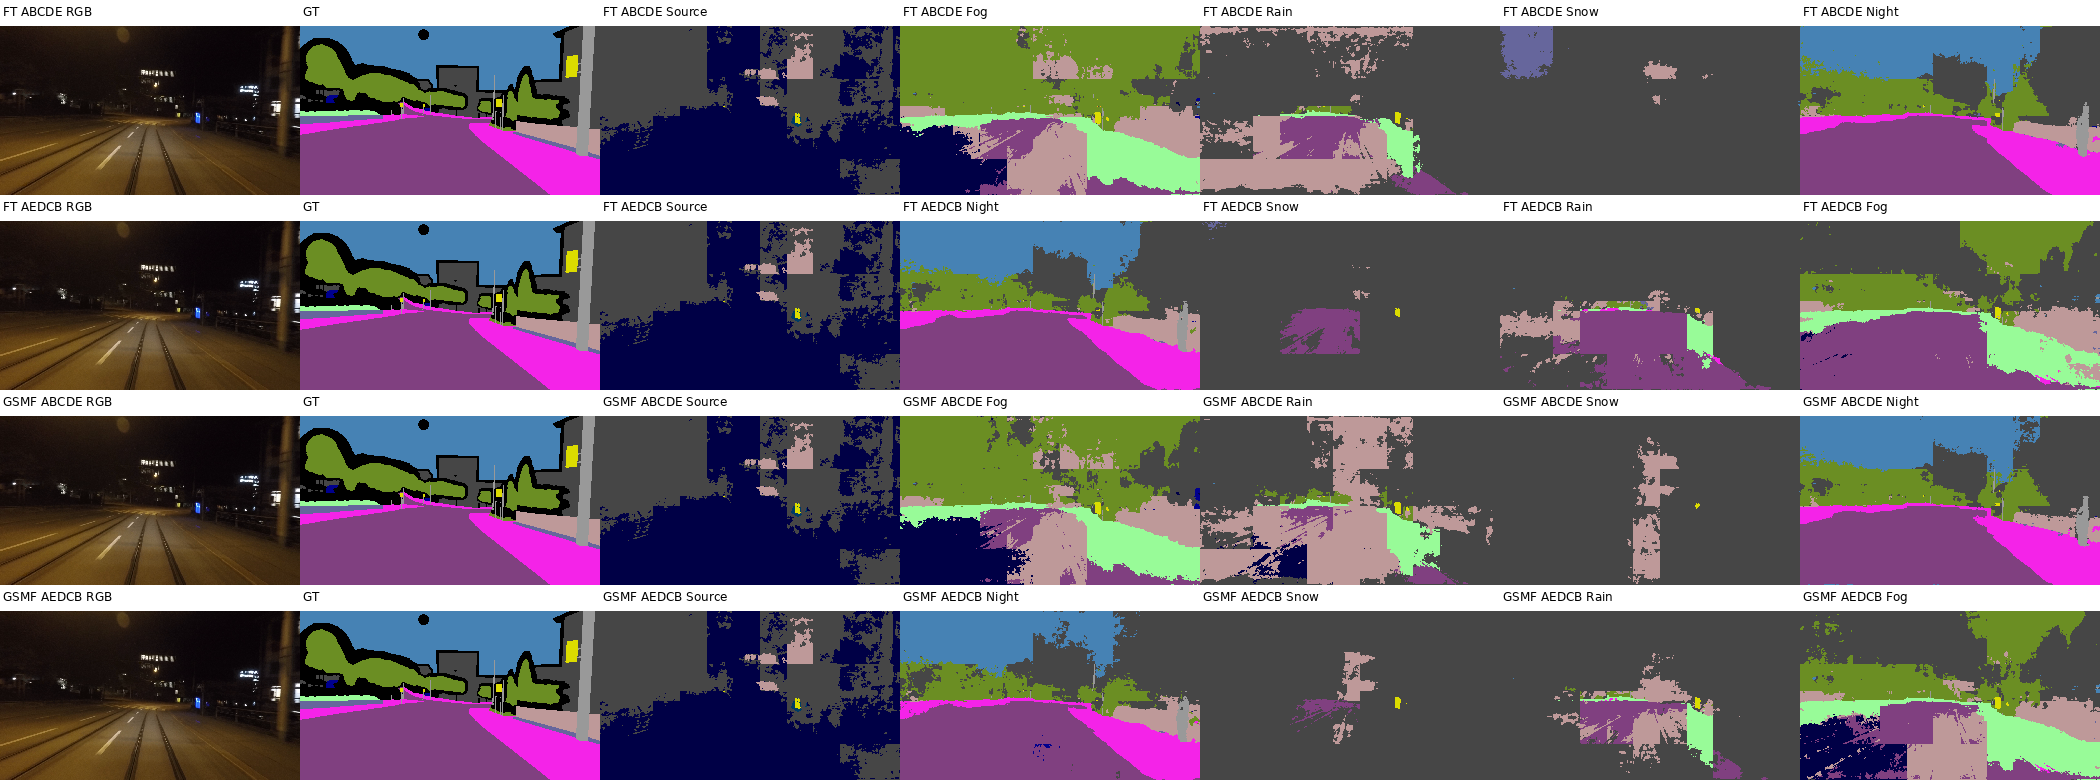 FT ABCDE RGB GT FT ABCDE Source FT ABCDE Fog FT ABCDE Rain FT ABCDE Snow FT ABCDE Night
FT AEDCB RGB GT FT AEDCB Source FT AEDCB Night FT AEDCB Snow FT AEDCB Rain FT AEDCB Fog
GSMF ABCDE RGB GT GSMF ABCDE Source GSMF ABCDE Fog GSMF ABCDE Rain GSMF ABCDE Snow GSMF ABCDE Night
GSMF AEDCB RGB GT GSMF AEDCB Source GSMF AEDCB Night GSMF AEDCB Snow GSMF AEDCB Rain GSMF AEDCB Fog